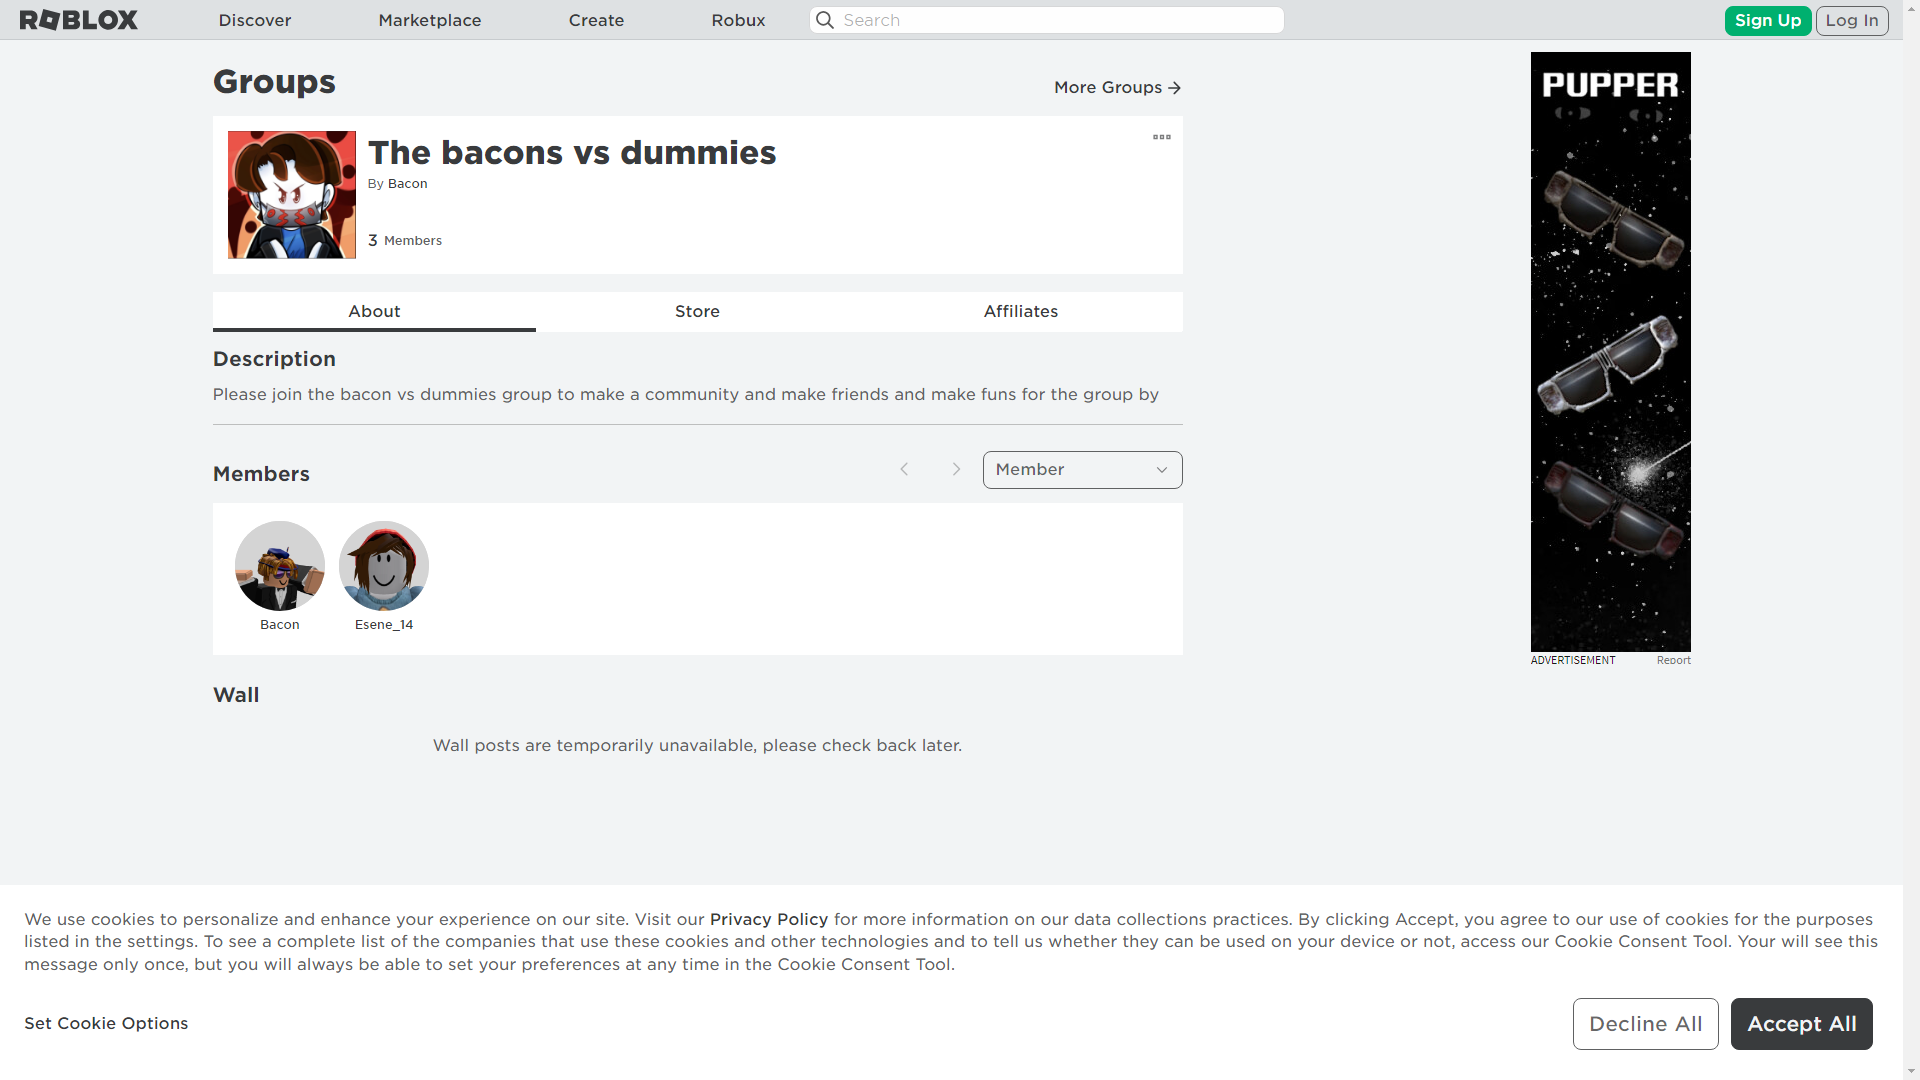 ROBLOX
Discover
Marketplace
Create
Robux
Search
Sign Up
Log In
Groups
More Groups
PUPPER
The bacons vs dummies
By Bacon
3 Members
About
Store
Affiliates
Description
Please join the bacon vs dummies group to make a community and make friends and make funs for the group by
Members
Member
Bacon
Esene_14
ADVERTISEMENT
Report
Wall
Wall posts are temporarily unavailable, please check back later.
We use cookies to personalize and enhance your experience on our site. Visit our Privacy Policy for more information on our data collections practices. By clicking Accept, you agree to our use of cookies for the purposes
listed in the settings. To see a complete list of the companies that use these cookies and other technologies and to tell us whether they can be used on your device or not, access our Cookie Consent Tool. Your will see this
message only once, but you will always be able to set your preferences at any time in the Cookie Consent Tool.
Set Cookie Options
Decline All
Accept All